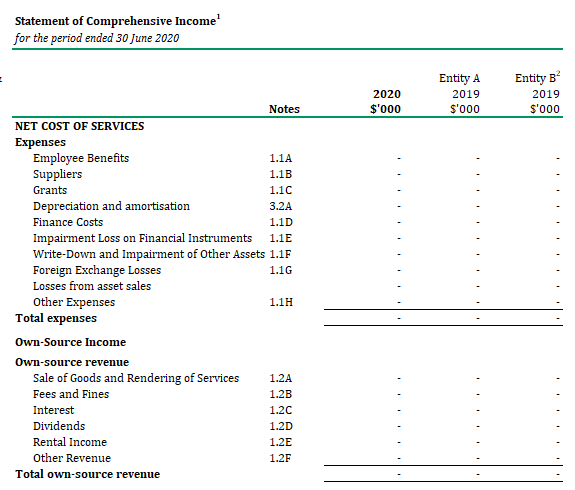 Statement of Comprehensive Income¹
for the period ended 30 June 2020
Entity A Entity B²
2020 2019 2019
Notes $'000 $'000 $'000
NET COST OF SERVICES
Expenses
Employee Benefits 1.1A - - -
Suppliers 1.1B - - -
Grants 1.1C - - -
Depreciation and amortisation 3.2A - - -
Finance Costs 1.1D - - -
Impairment Loss on Financial Instruments 1.1E - - -
Write-Down and Impairment of Other Assets 1.1F - - -
Foreign Exchange Losses 1.1G - - -
Losses from asset sales - - -
Other Expenses 1.1H - - -
Total expenses - - -
Own-Source Income
Own-source revenue
Sale of Goods and Rendering of Services 1.2A - - -
Fees and Fines 1.2B - - -
Interest 1.2C - - -
Dividends 1.2D - - -
Rental Income 1.2E - - -
Other Revenue 1.2F - - -
Total own-source revenue - - -